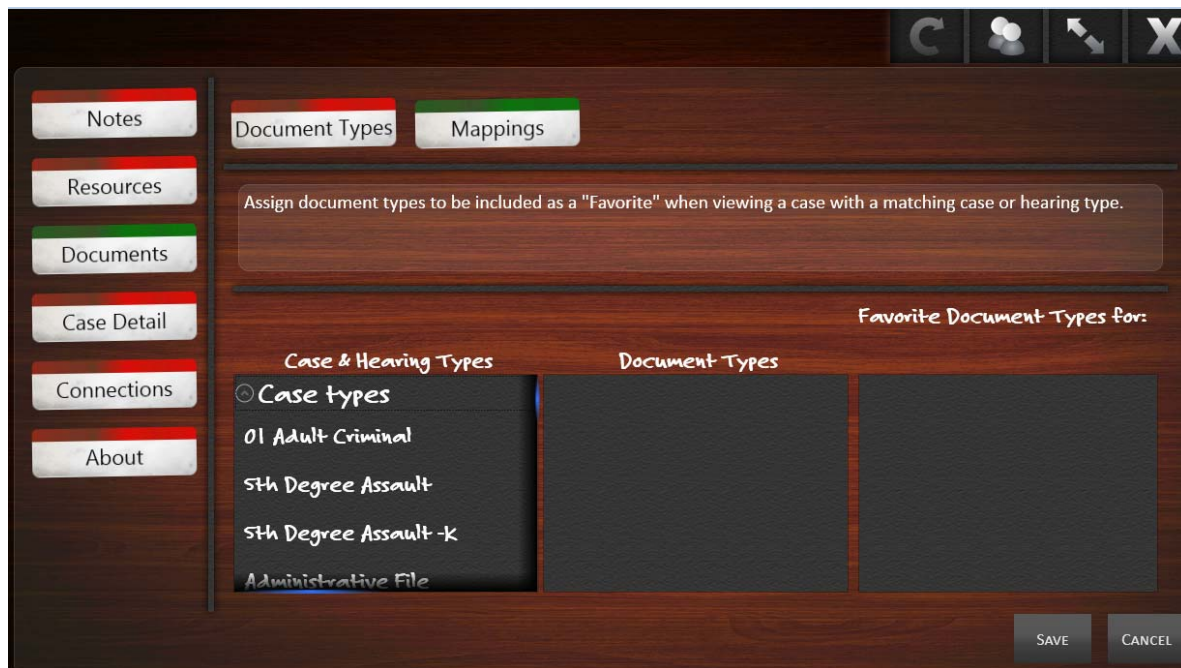 Notes
Resources
Documents
Case Detail
Connections
About
Document Types
Mappings
Assign document types to be included as a "Favorite" when viewing a case with a matching case or hearing type.
Favorite Document Types for:
Case & Hearing Types
Document Types
Case types
01 Adult Criminal
5th Degree Assault
5th Degree Assault -K
Administrative File
SAVE
CANCEL